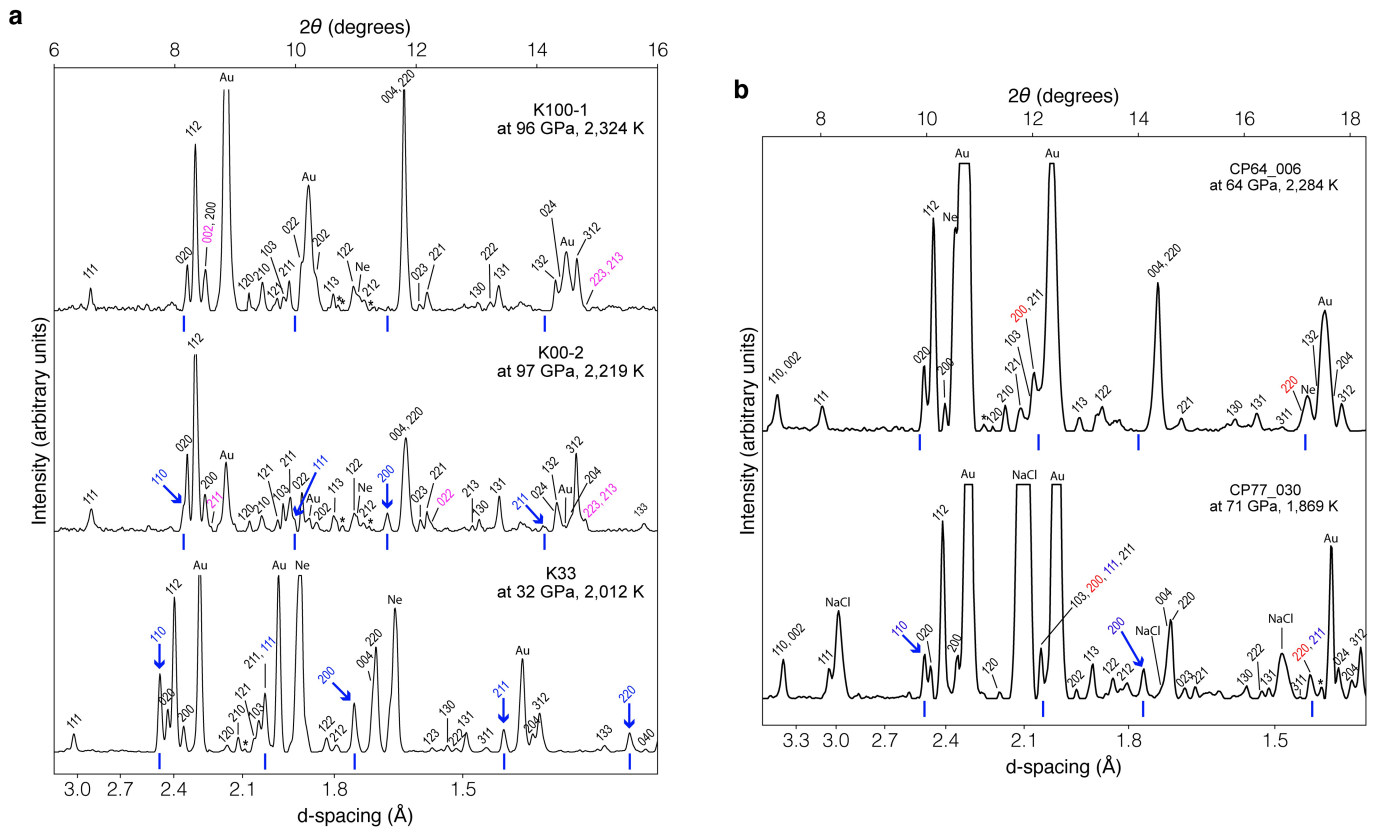 a
2θ (degrees)
6 8 10 12 14 16
Intensity (arbitrary units)
K100-1
at 96 GPa, 2,324 K
111
020
112
002, 200
Au
120
210
103
121
211
022
Au
202
113
*
*
122
Ne
212
*
004, 220
023
221
130
222
131
132
024
Au
312
223, 213
K00-2
at 97 GPa, 2,219 K
111
110
020
112
200
211
Au
120
210
121
103
211
022
111
Au
202
113
*
122
Ne
212
*
200
004, 220
023
221
022
213
130
131
211
024
132
Au
312
204
223, 213
133
K33
at 32 GPa, 2,012 K
111
110
020
112
200
Au
120
210
*
121
103
211, 111
Au
Ne
122
212
200
004
220
Ne
123
130
222
131
311
211
Au
204
312
133
220
040
3.0 2.7 2.4 2.1 1.8 1.5
d-spacing (Å)
b
2θ (degrees)
8 10 12 14 16 18
Intensity (arbitrary units)
CP64_006
at 64 GPa, 2,284 K
110, 002
111
020
112
200
Ne
Au
*
120
210
121
103
200, 211
Au
113
122
004, 220
221
130
131
311
220
Ne
132
Au
204
312
CP77_030
at 71 GPa, 1,869 K
110, 002
111
NaCl
110
020
112
200
Au
120
NaCl
Au
103, 200, 111, 211
202
113
122
212
200
NaCl
004
220
023
221
130
222
131
NaCl
311
220, 211
*
Au
024
204
312
3.3 3.0 2.7 2.4 2.1 1.8 1.5
d-spacing (Å)